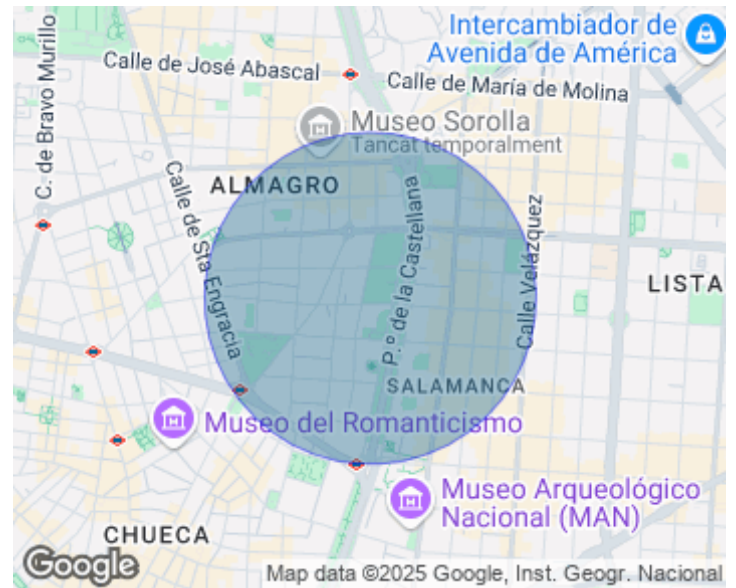 Intercambiador de
Avenida de América
Calle de José Abascal
Calle de María de Molina
C. de Bravo Murillo
Museo Sorolla
Tancat temporalment
ALMAGRO
Calle de Sta Engracia
P.º de la Castellana
Calle Velázquez
LISTA
SALAMANCA
Museo del Romanticismo
Museo Arqueológico
Nacional (MAN)
CHUECA
Google
Map data ©2025 Google, Inst. Geogr. Nacional